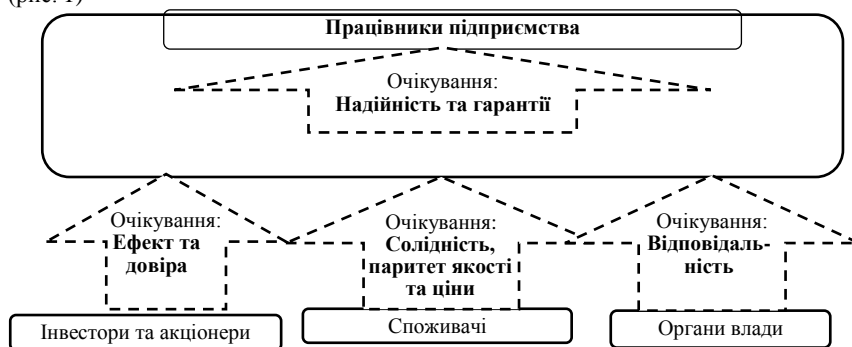 (рис. 1)
Працівники підприємства
Очікування:
Надійність та гарантії
Очікування:
Ефект та
довіра
Очікування:
Солідність,
паритет якості
та ціни
Очікування:
Відповідаль-
ність
Інвестори та акціонери
Споживачі
Органи влади